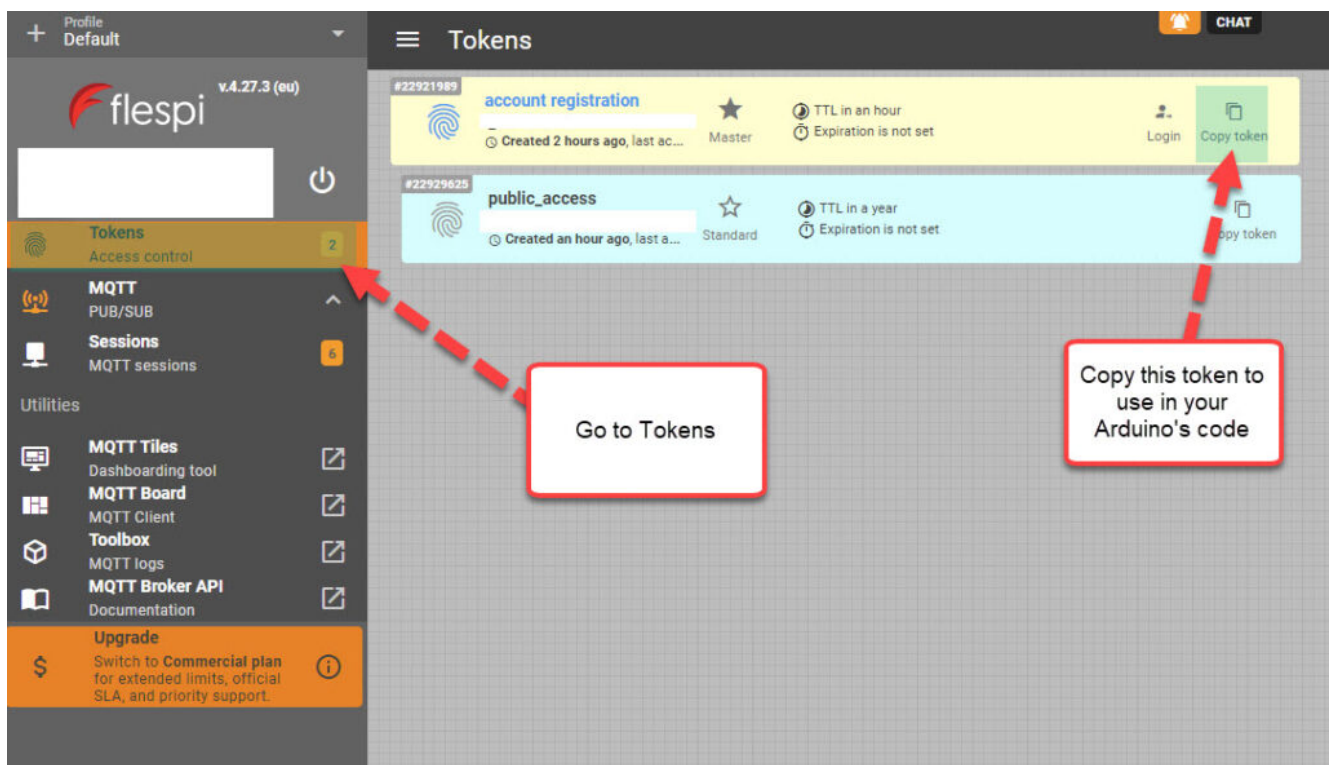 Profile
Default
flespi
v.4.27.3 (eu)
Tokens
Access control
2
MQTT
PUB/SUB
Sessions
MQTT sessions
6
Utilities
MQTT Tiles
Dashboarding tool
MQTT Board
MQTT Client
Toolbox
MQTT logs
MQTT Broker API
Documentation
Upgrade
Switch to Commercial plan
for extended limits, official
SLA, and priority support.
Tokens
CHAT
#22921989
account registration
Created 2 hours ago, last ac...
Master
TTL in an hour
Expiration is not set
Login
Copy token
#22929625
public_access
Created an hour ago, last a...
Standard
TTL in a year
Expiration is not set
token
Go to Tokens
Copy this token to
use in your
Arduino's code